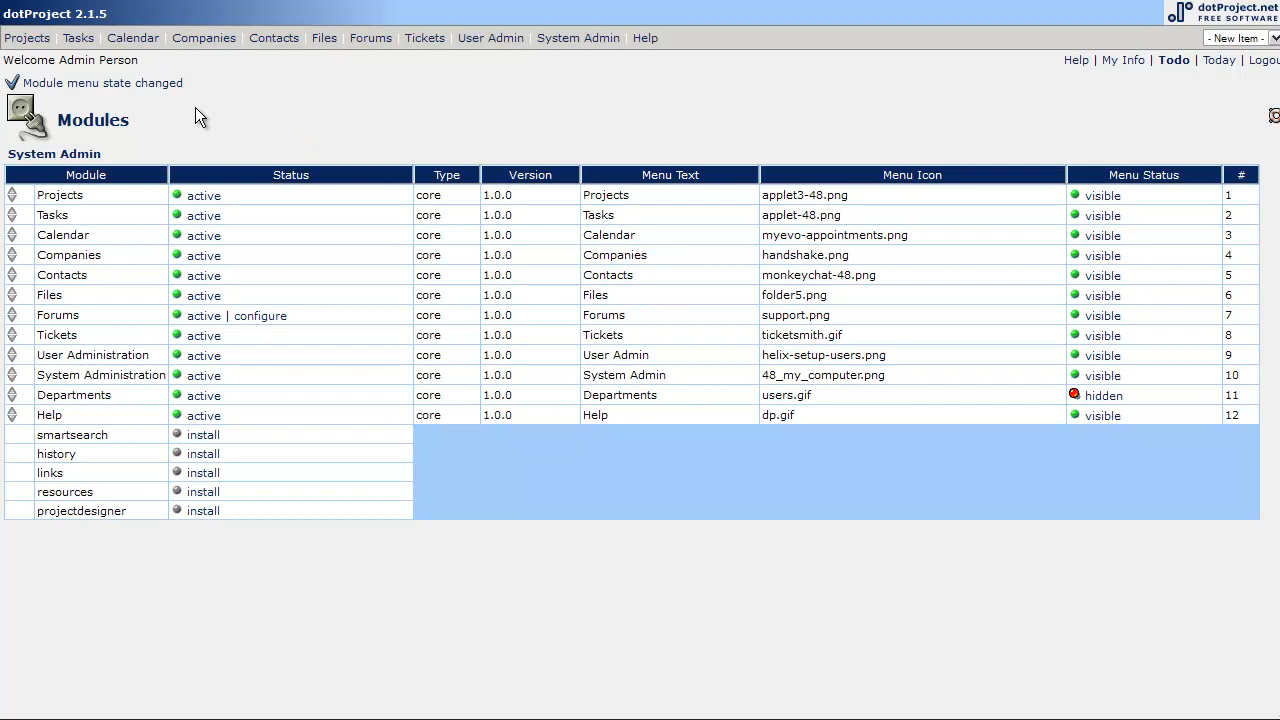 dotProject 2.1.5
dotProject.net
FREE SOFTWARE
Projects | Tasks | Calendar | Companies | Contacts | Files | Forums | Tickets | User Admin | System Admin | Help
- New Item -
Welcome Admin Person
Help | My Info | Todo | Today | Logou
Module menu state changed
Modules
System Admin
Module Status Type Version Menu Text Menu Icon Menu Status #
Projects active core 1.0.0 Projects applet3-48.png visible 1
Tasks active core 1.0.0 Tasks applet-48.png visible 2
Calendar active core 1.0.0 Calendar myevo-appointments.png visible 3
Companies active core 1.0.0 Companies handshake.png visible 4
Contacts active core 1.0.0 Contacts monkeychat-48.png visible 5
Files active core 1.0.0 Files folder5.png visible 6
Forums active | configure core 1.0.0 Forums support.png visible 7
Tickets active core 1.0.0 Tickets ticketsmith.gif visible 8
User Administration active core 1.0.0 User Admin helix-setup-users.png visible 9
System Administration active core 1.0.0 System Admin 48_my_computer.png visible 10
Departments active core 1.0.0 Departments users.gif hidden 11
Help active core 1.0.0 Help dp.gif visible 12
smartsearch install
history install
links install
resources install
projectdesigner install